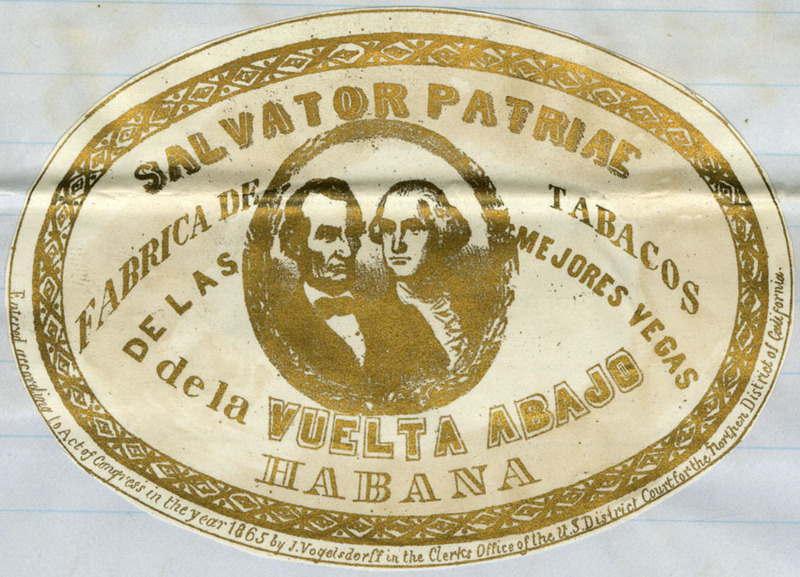 SALVATOR PATRIAE
FABRICA DE TABACOS
DE LAS MEJORES VEGAS
de la VUELTA ABAJO
HABANA
Entered according to Act of Congress in the year 1865 by J. Vogelsdorff in the Clerks Office of the U.S. District Court for the Northern District of California.